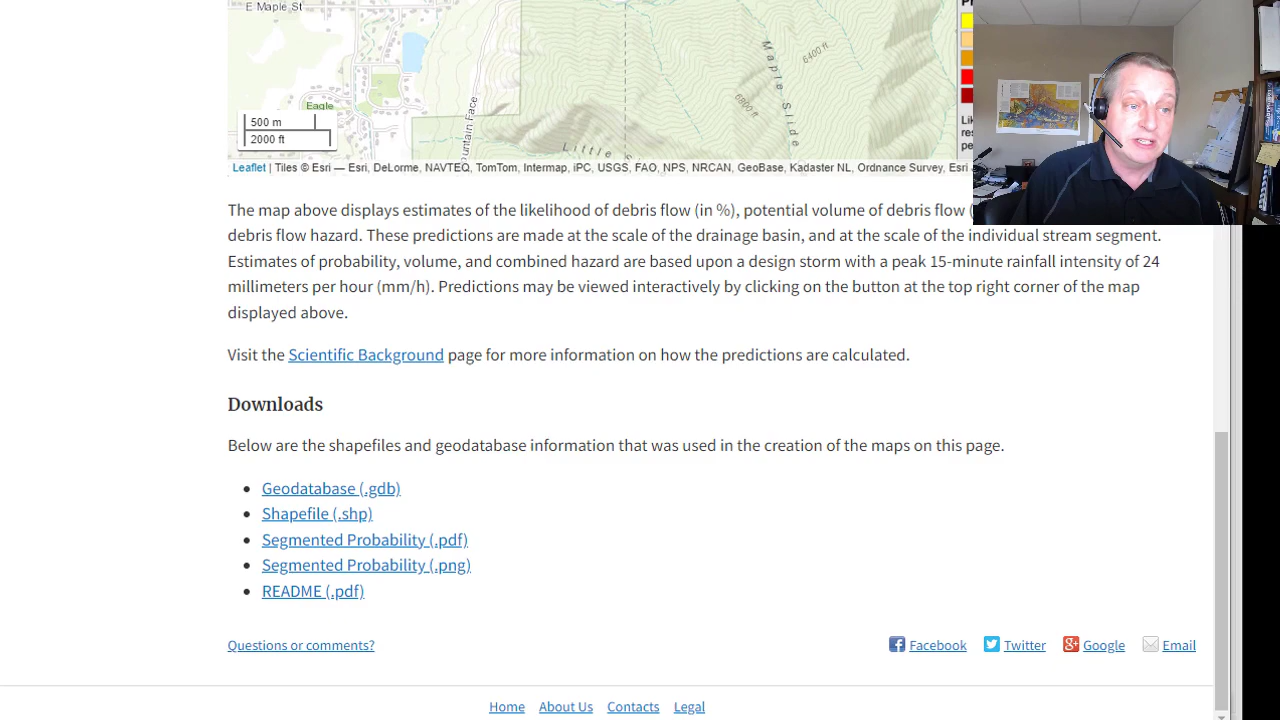 E Maple St
Maple Slide
6400 ft
6800 ft
Eagle
500 m
2000 ft
Little
Leaflet | Tiles © Esri — Esri, DeLorme, NAVTEQ, TomTom, Intermap, iPC, USGS, FAO, NPS, NRCAN, GeoBase, Kadaster NL, Ordnance Survey, Esri
The map above displays estimates of the likelihood of debris flow (in %), potential volume of debris flow (
debris flow hazard. These predictions are made at the scale of the drainage basin, and at the scale of the individual stream segment.
Estimates of probability, volume, and combined hazard are based upon a design storm with a peak 15-minute rainfall intensity of 24
millimeters per hour (mm/h). Predictions may be viewed interactively by clicking on the button at the top right corner of the map
displayed above.
Visit the Scientific Background page for more information on how the predictions are calculated.
Downloads
Below are the shapefiles and geodatabase information that was used in the creation of the maps on this page.
Geodatabase (.gdb)
Shapefile (.shp)
Segmented Probability (.pdf)
Segmented Probability (.png)
README (.pdf)
Questions or comments?
Facebook Twitter Google Email
Home About Us Contacts Legal